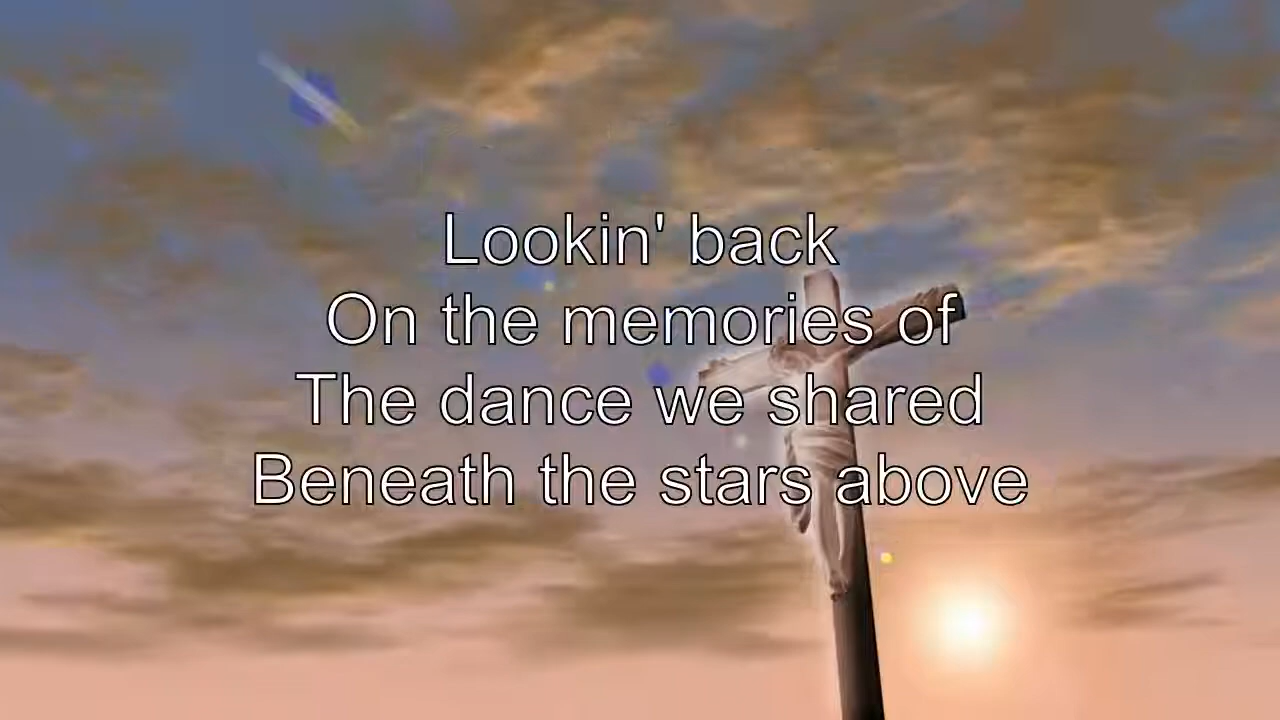 Lookin' back
On the memories of
The dance we shared
Beneath the stars above